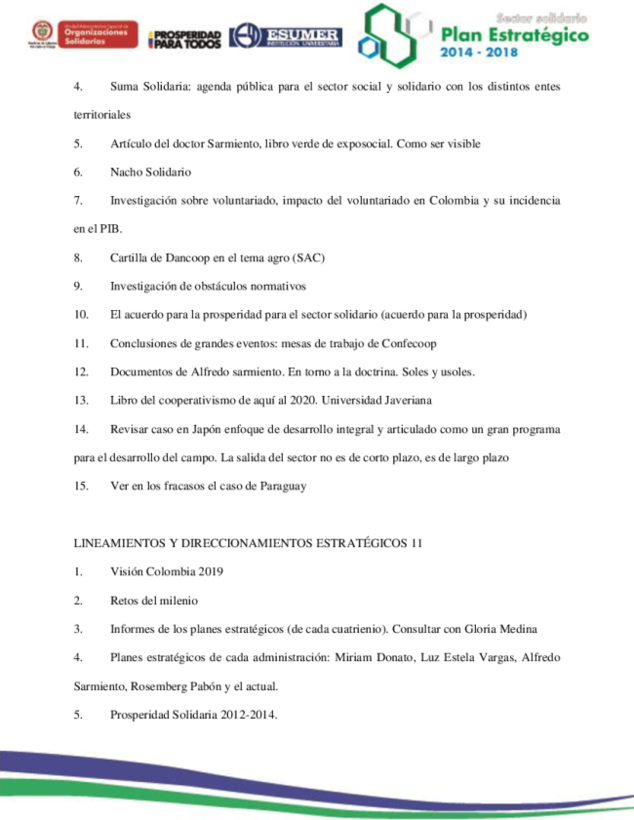 Unidad Administrativa Especial de
Organizaciones
Solidarias
PROSPERIDAD
PARA TODOS
ESUMER
INSTITUCIÓN UNIVERSITARIA
Sector solidario
Plan Estratégico
2014 - 2018
4. Suma Solidaria: agenda pública para el sector social y solidario con los distintos entes
territoriales
5. Artículo del doctor Sarmiento, libro verde de exposocial. Como ser visible
6. Nacho Solidario
7. Investigación sobre voluntariado, impacto del voluntariado en Colombia y su incidencia
en el PIB.
8. Cartilla de Dancoop en el tema agro (SAC)
9. Investigación de obstáculos normativos
10. El acuerdo para la prosperidad para el sector solidario (acuerdo para la prosperidad)
11. Conclusiones de grandes eventos: mesas de trabajo de Confecoop
12. Documentos de Alfredo sarmiento. En torno a la doctrina. Soles y usoles.
13. Libro del cooperativismo de aquí al 2020. Universidad Javeriana
14. Revisar caso en Japón enfoque de desarrollo integral y articulado como un gran programa
para el desarrollo del campo. La salida del sector no es de corto plazo, es de largo plazo
15. Ver en los fracasos el caso de Paraguay
LINEAMIENTOS Y DIRECCIONAMIENTOS ESTRATÉGICOS 11
1. Visión Colombia 2019
2. Retos del milenio
3. Informes de los planes estratégicos (de cada cuatrienio). Consultar con Gloria Medina
4. Planes estratégicos de cada administración: Miriam Donato, Luz Estela Vargas, Alfredo
Sarmiento, Rosemberg Pabón y el actual.
5. Prosperidad Solidaria 2012-2014.